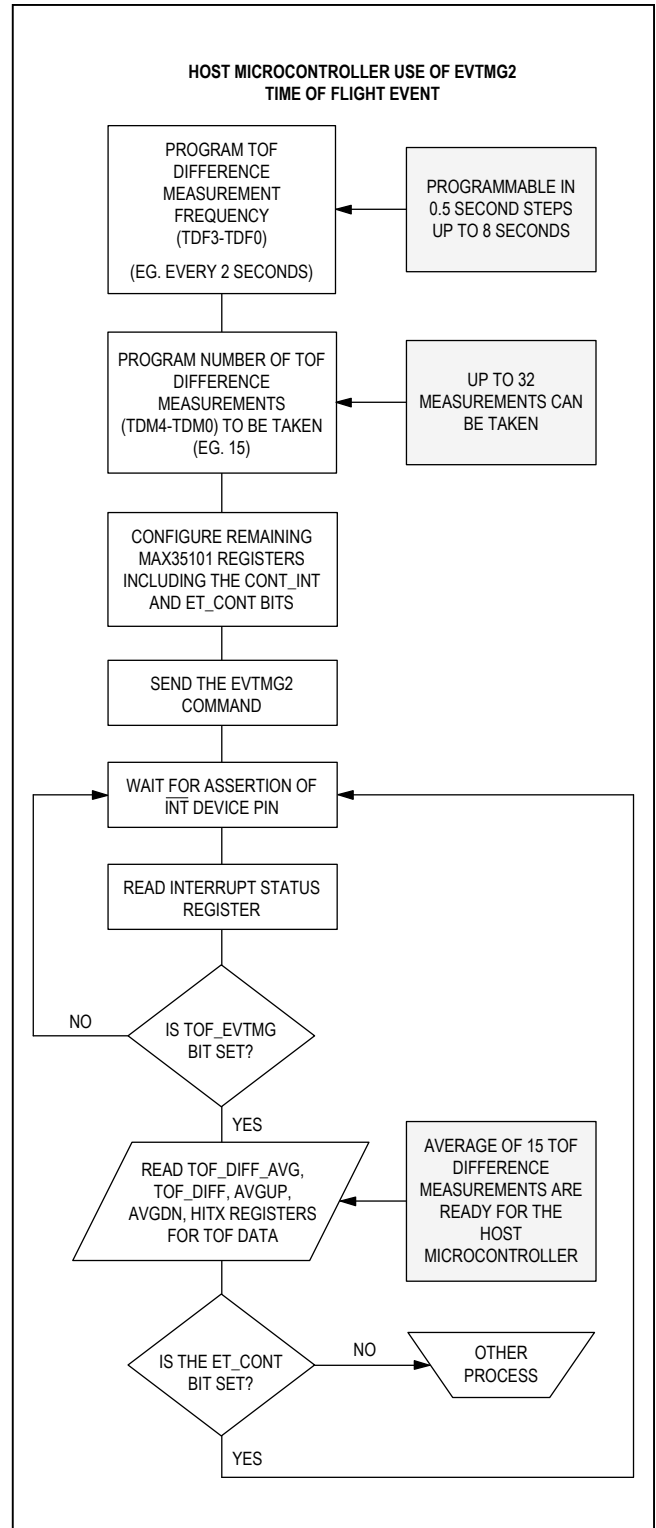 HOST MICROCONTROLLER USE OF EVTMG2
TIME OF FLIGHT EVENT
PROGRAM TOF
DIFFERENCE
MEASUREMENT
FREQUENCY
(TDF3-TDF0)
(EG. EVERY 2 SECONDS)
PROGRAMMABLE IN
0.5 SECOND STEPS
UP TO 8 SECONDS
PROGRAM NUMBER OF TOF
DIFFERENCE
MEASUREMENTS
(TDM4-TDM0) TO BE TAKEN
(EG. 15)
UP TO 32
MEASUREMENTS CAN
BE TAKEN
CONFIGURE REMAINING
MAX35101 REGISTERS
INCLUDING THE CONT_INT
AND ET_CONT BITS
SEND THE EVTMG2
COMMAND
WAIT FOR ASSERTION OF
INT DEVICE PIN
READ INTERRUPT STATUS
REGISTER
NO
IS TOF_EVTMG
BIT SET?
YES
READ TOF_DIFF_AVG,
TOF_DIFF, AVGUP,
AVGDN, HITX REGISTERS
FOR TOF DATA
AVERAGE OF 15 TOF
DIFFERENCE
MEASUREMENTS ARE
READY FOR THE
HOST
MICROCONTROLLER
IS THE ET_CONT
BIT SET?
NO
OTHER
PROCESS
YES